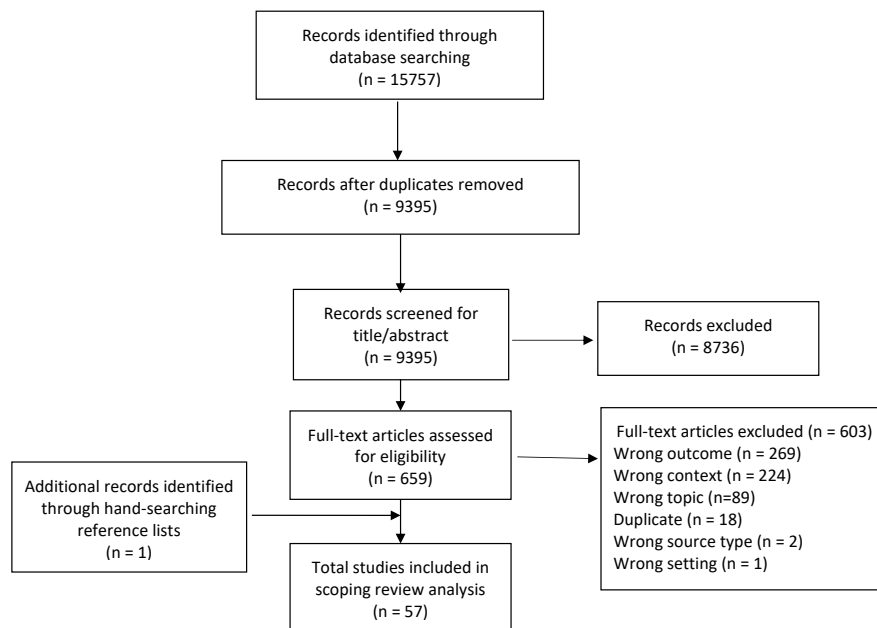 Records identified through
database searching
(n = 15757)
Records after duplicates removed
(n = 9395)
Records screened for
title/abstract
(n = 9395)
Records excluded
(n = 8736)
Full-text articles assessed
for eligibility
(n = 659)
Full-text articles excluded (n = 603)
Wrong outcome (n = 269)
Wrong context (n = 224)
Wrong topic (n=89)
Duplicate (n = 18)
Wrong source type (n = 2)
Wrong setting (n = 1)
Additional records identified
through hand-searching
reference lists
(n = 1)
Total studies included in
scoping review analysis
(n = 57)